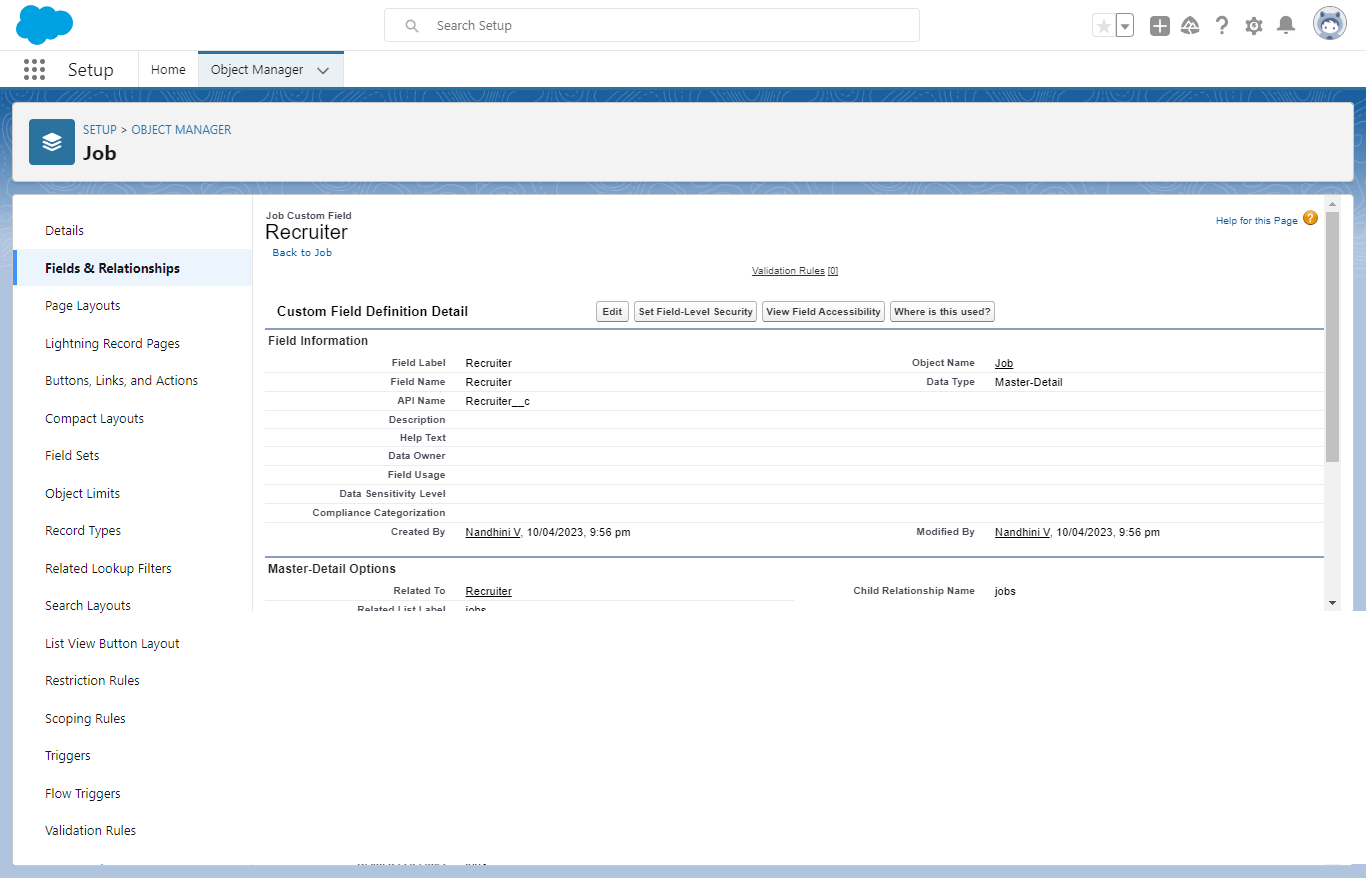 Search Setup
Setup
Home
Object Manager
SETUP > OBJECT MANAGER
Job
Details
Fields & Relationships
Page Layouts
Lightning Record Pages
Buttons, Links, and Actions
Compact Layouts
Field Sets
Object Limits
Record Types
Related Lookup Filters
Search Layouts
List View Button Layout
Restriction Rules
Scoping Rules
Triggers
Flow Triggers
Validation Rules
Job Custom Field
Recruiter
Back to Job
Help for this Page
Validation Rules [0]
Custom Field Definition Detail
Edit
Set Field-Level Security
View Field Accessibility
Where is this used?
Field Information
Field Label Recruiter Object Name Job
Field Name Recruiter Data Type Master-Detail
API Name Recruiter__c
Description
Help Text
Data Owner
Field Usage
Data Sensitivity Level
Compliance Categorization
Created By Nandhini V, 10/04/2023, 9:56 pm Modified By Nandhini V, 10/04/2023, 9:56 pm
Master-Detail Options
Related To Recruiter Child Relationship Name jobs
Related List Label jobs